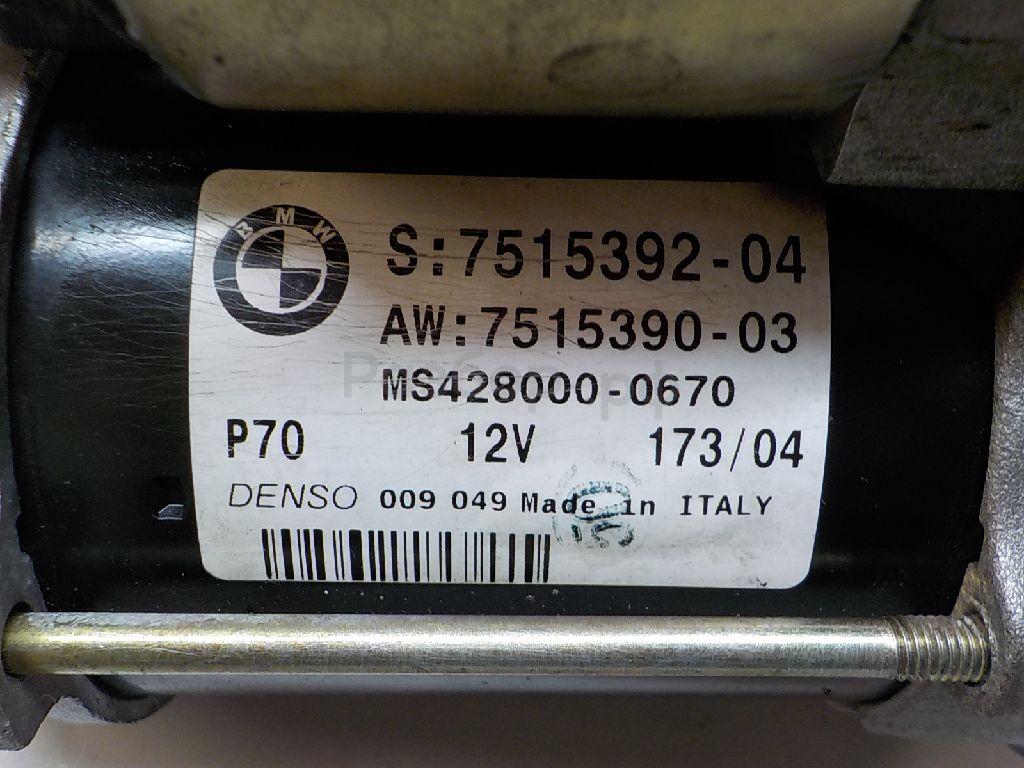 BMW
S:7515392-04
AW:7515390-03
MS428000-0670
P70 12V 173/04
DENSO 009 049 Made in ITALY